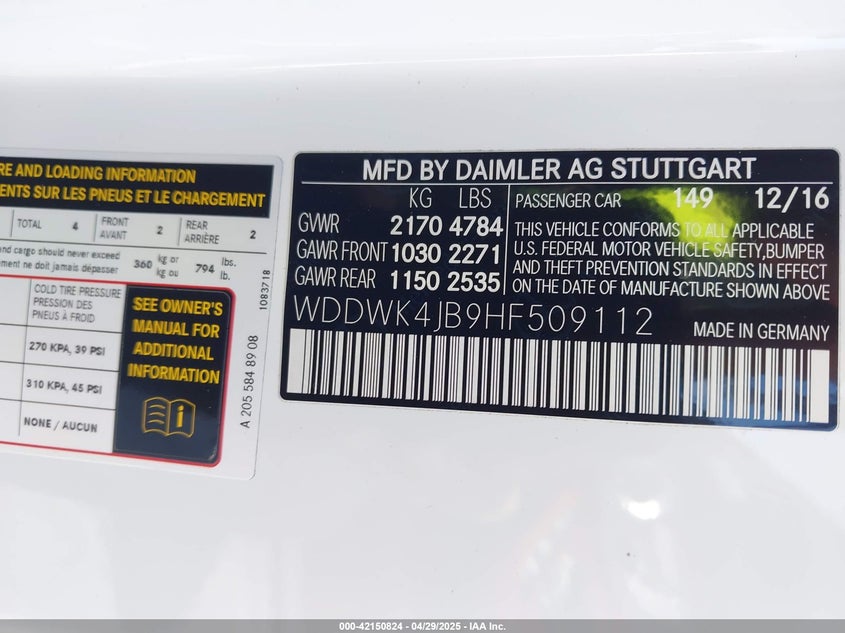 RE AND LOADING INFORMATION
ENTS SUR LES PNEUS ET LE CHARGEMENT
TOTAL 4 FRONT AVANT 2 REAR ARRIÈRE 2
and cargo should never exceed 360 kg or 794 lbs.
ement ne doit jamais dépasser kg ou lb.
COLD TIRE PRESSURE
PRESSION DES
PNEUS À FROID
270 KPA, 39 PSI
310 KPA, 45 PSI
NONE / AUCUN
SEE OWNER'S
MANUAL FOR
ADDITIONAL
INFORMATION
1083718
A 205 584 89 08
MFD BY DAIMLER AG STUTTGART
KG LBS
GVWR 2170 4784
GAWR FRONT 1030 2271
GAWR REAR 1150 2535
PASSENGER CAR 149 12/16
THIS VEHICLE CONFORMS TO ALL APPLICABLE
U.S. FEDERAL MOTOR VEHICLE SAFETY,BUMPER
AND THEFT PREVENTION STANDARDS IN EFFECT
ON THE DATE OF MANUFACTURE SHOWN ABOVE
WDDWK4JB9HF509112
MADE IN GERMANY
000-42150824 | 04/29/2025 | IAA Inc.